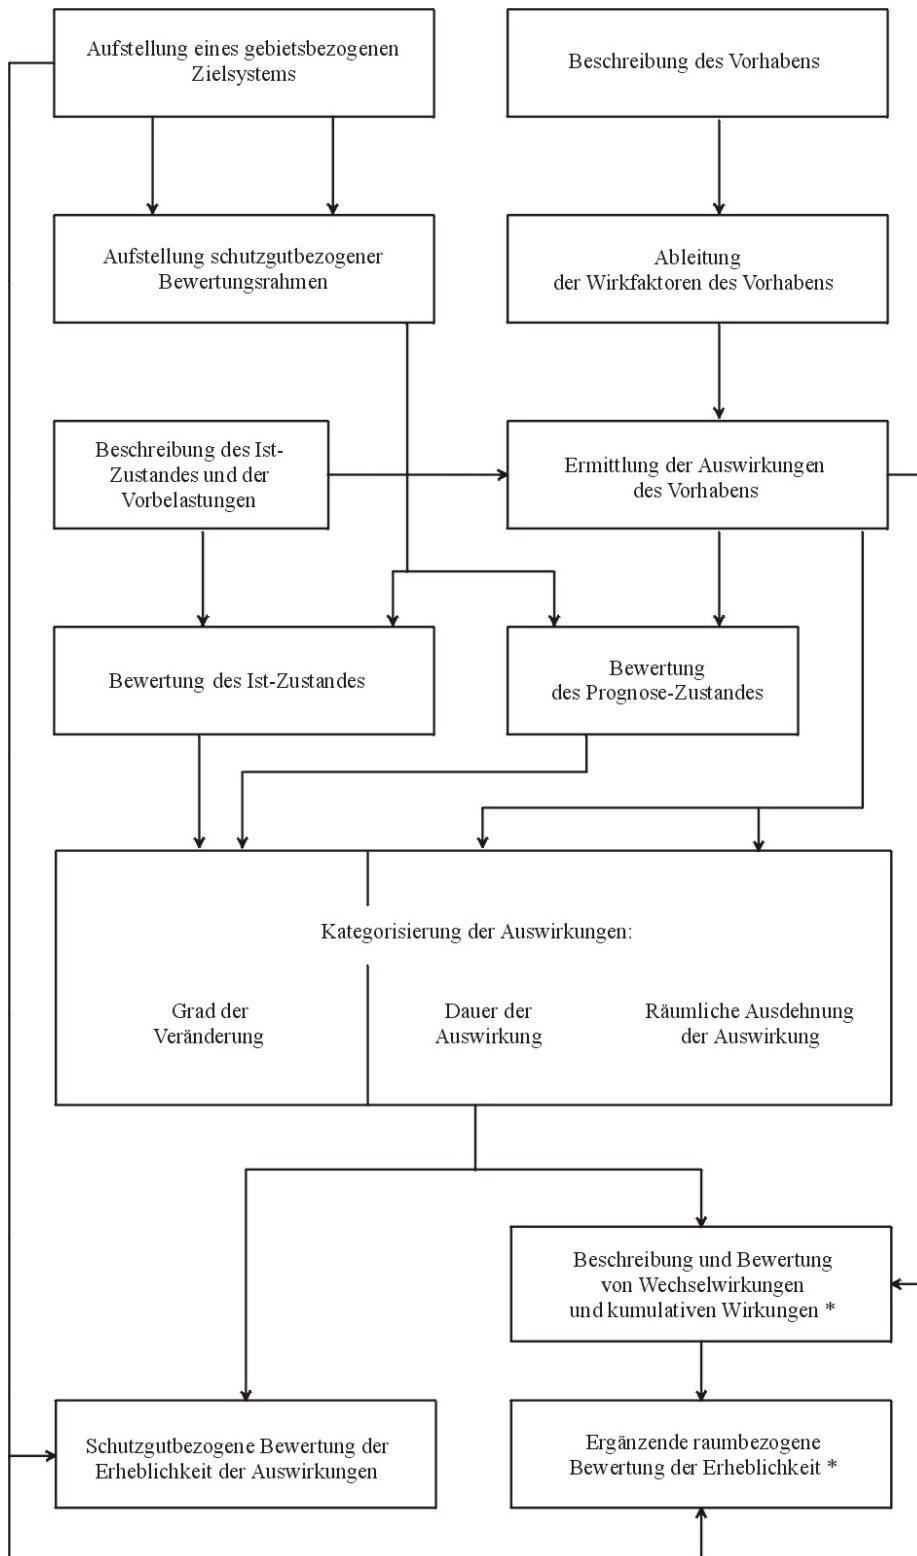 Aufstellung eines gebietsbezogenen
Zielsystems
Beschreibung des Vorhabens
Aufstellung schutzgutbezogener
Bewertungsrahmen
Ableitung
der Wirkfaktoren des Vorhabens
Beschreibung des Ist-
Zustandes und der
Vorbelastungen
Ermittlung der Auswirkungen
des Vorhabens
Bewertung des Ist-Zustandes
Bewertung
des Prognose-Zustandes
Kategorisierung der Auswirkungen:
Grad der
Veränderung
Dauer der
Auswirkung
Räumliche Ausdehnung
der Auswirkung
Beschreibung und Bewertung
von Wechselwirkungen
und kumulativen Wirkungen *
Schutzgutbezogene Bewertung der
Erheblichkeit der Auswirkungen
Ergänzende raumbezogene
Bewertung der Erheblichkeit *